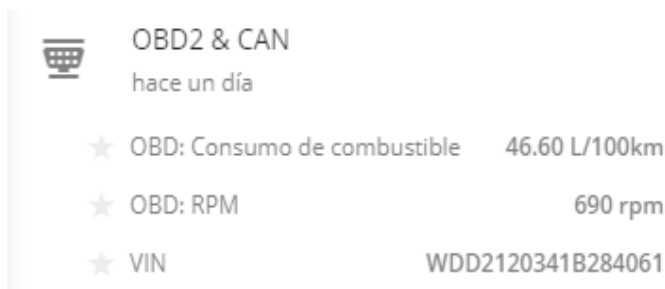 OBD2 & CAN
hace un día
OBD: Consumo de combustible 46.60 L/100km
OBD: RPM 690 rpm
VIN WDD2120341B284061